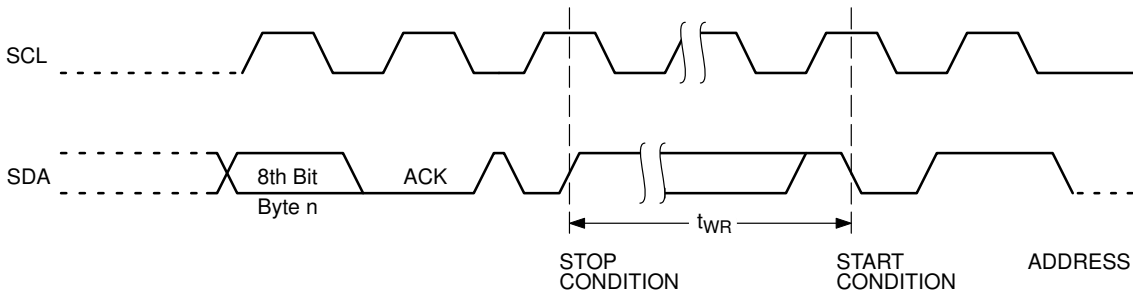 SCL
SDA
8th Bit
Byte n
ACK
tWR
STOP
CONDITION
START
CONDITION
ADDRESS